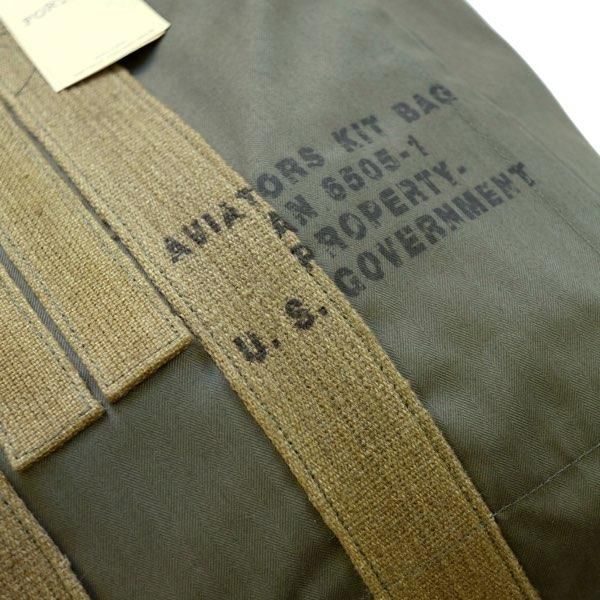 AVIATORS KIT BAG
AN 6505-1
PROPERTY-
U. S. GOVERNMENT